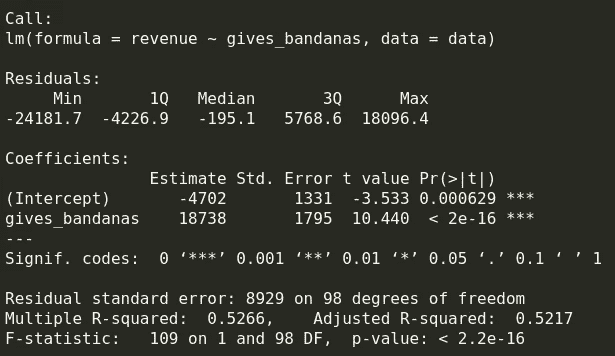 Call:
lm(formula = revenue ~ gives_bandanas, data = data)

Residuals:
     Min       1Q   Median       3Q      Max
-24181.7  -4226.9   -195.1   5768.6  18096.4

Coefficients:
               Estimate Std. Error t value Pr(>|t|)
(Intercept)       -4702       1331  -3.533 0.000629 ***
gives_bandanas    18738       1795  10.440  < 2e-16 ***
---
Signif. codes:  0 ‘***’ 0.001 ‘**’ 0.01 ‘*’ 0.05 ‘.’ 0.1 ‘ ’ 1

Residual standard error: 8929 on 98 degrees of freedom
Multiple R-squared:  0.5266,    Adjusted R-squared:  0.5217
F-statistic:   109 on 1 and 98 DF,  p-value: < 2.2e-16